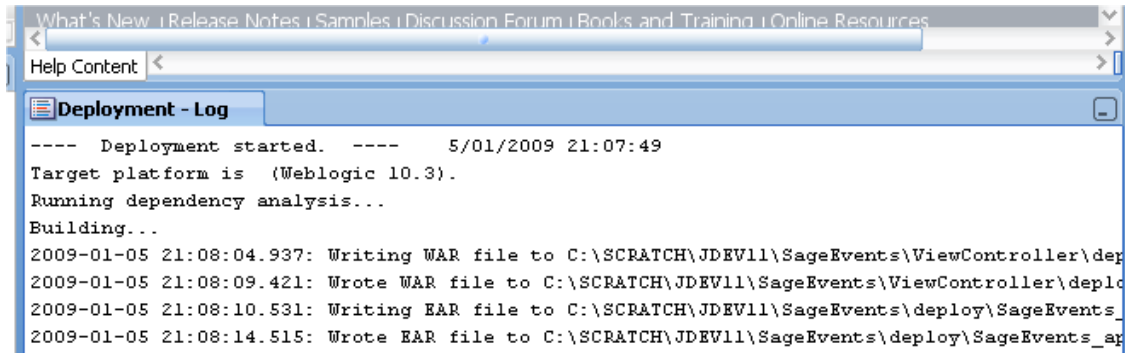 What's New Release Notes Samples Discussion Forum Books and Training Online Resources
Help Content
Deployment - Log
---- Deployment started. ---- 5/01/2009 21:07:49
Target platform is (Weblogic 10.3).
Running dependency analysis...
Building...
2009-01-05 21:08:04.937: Writing WAR file to C:\SCRATCH\JDEV11\SageEvents\ViewController\dep
2009-01-05 21:08:09.421: Wrote WAR file to C:\SCRATCH\JDEV11\SageEvents\ViewController\deplo
2009-01-05 21:08:10.531: Writing EAR file to C:\SCRATCH\JDEV11\SageEvents\deploy\SageEvents_
2009-01-05 21:08:14.515: Wrote EAR file to C:\SCRATCH\JDEV11\SageEvents\deploy\SageEvents_ap